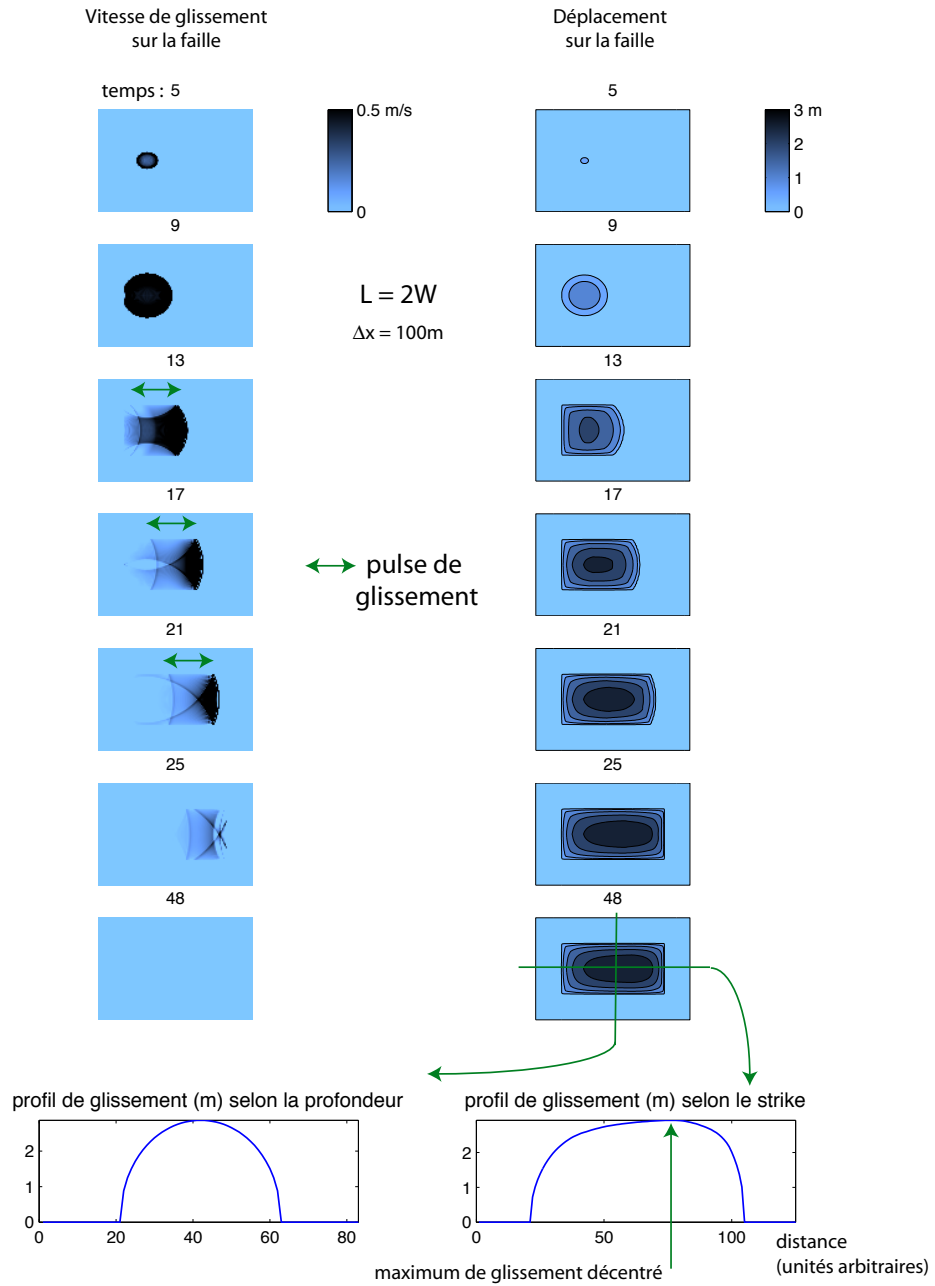 Vitesse de glissement
sur la faille
Déplacement
sur la faille
temps : 5
5
0.5 m/s
0
3 m
2
1
0
9
9
L = 2W
Δx = 100m
13
13
17
17
pulse de
glissement
21
21
25
25
48
48
profil de glissement (m) selon la profondeur
2
1
0
0 20 40 60 80
profil de glissement (m) selon le strike
2
1
0
0 50 100
distance
(unités arbitraires)
maximum de glissement décentré